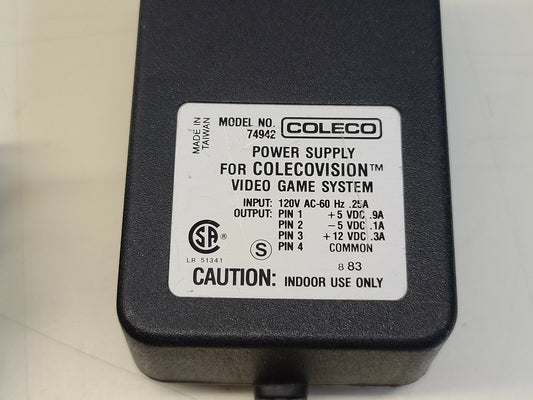 MADE IN
TAIWAN
MODEL NO.
74942
COLECO
POWER SUPPLY
FOR COLECOVISION™
VIDEO GAME SYSTEM
INPUT: 120V AC-60 Hz .25A
OUTPUT: PIN 1 +5 VDC .9A
PIN 2 -5 VDC .1A
PIN 3 +12 VDC .3A
PIN 4 COMMON
SA ®
LR 51341
S
8 83
CAUTION: INDOOR USE ONLY